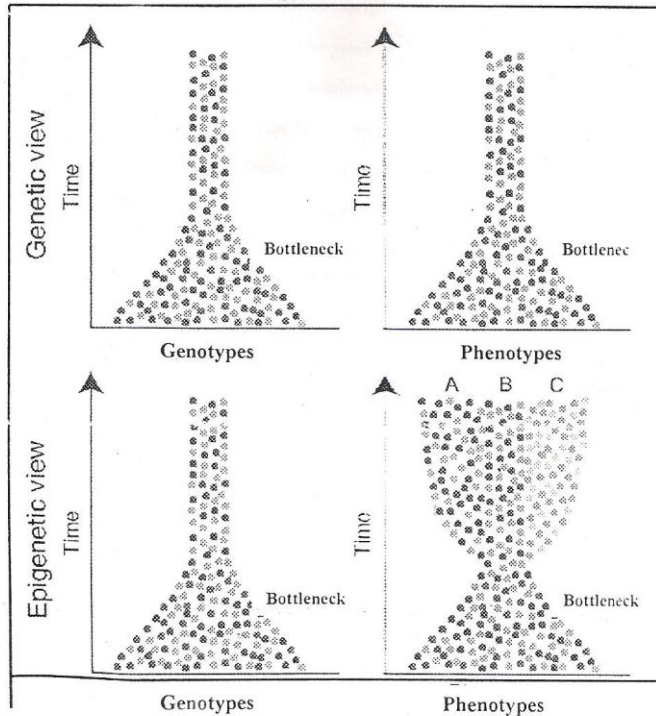 Genetic view
Time
Bottleneck
Genotypes
Time
Bottlenec
Phenotypes
Epigenetic view
Time
Bottleneck
Genotypes
A B C
Time
Bottleneck
Phenotypes